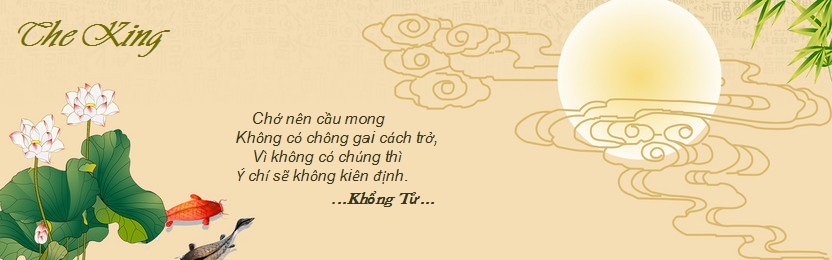 The King
Chớ nên cầu mong
Không có chông gai cách trở,
Vì không có chúng thì
Ý chí sẽ không kiên định.
...Khổng Tử...